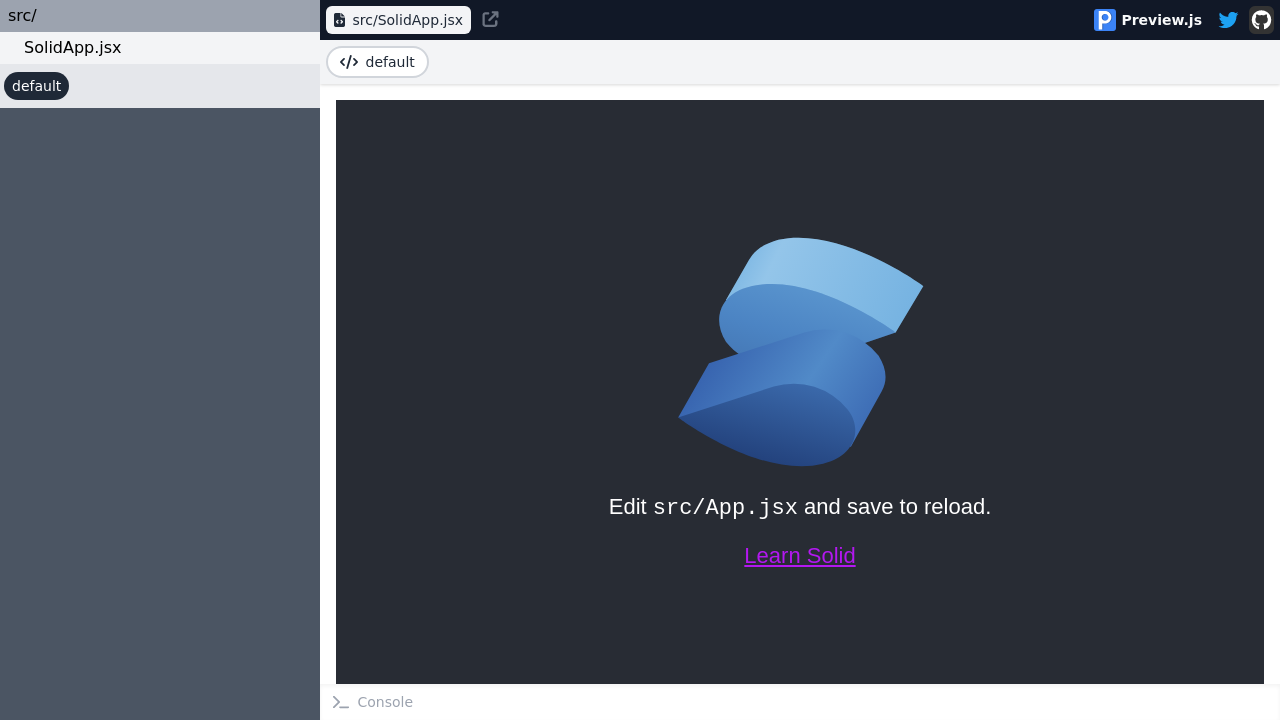 src/
SolidApp.jsx
default
src/SolidApp.jsx
Preview.js
default
Edit src/App.jsx and save to reload.
Learn Solid
Console